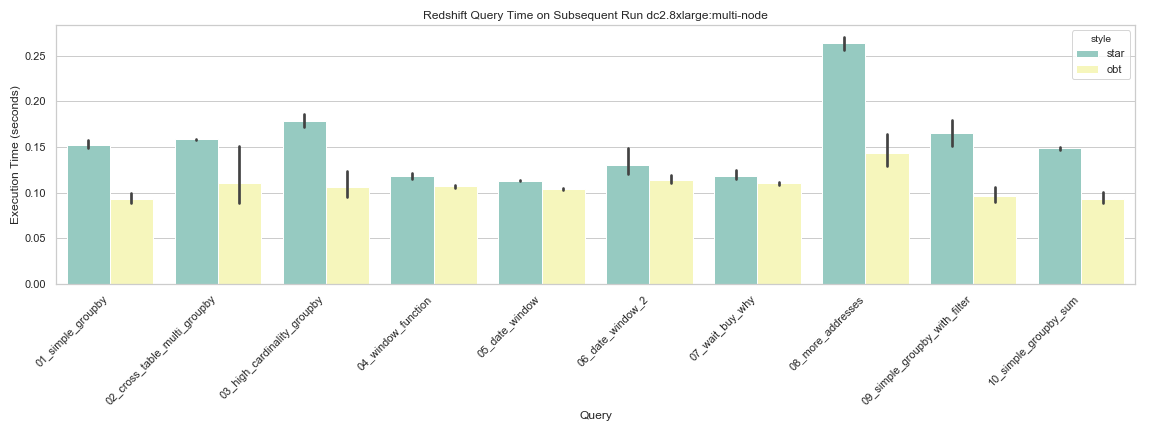 Redshift Query Time on Subsequent Run dc2.8xlarge:multi-node
style
star
obt
Execution Time (seconds)
0.25
0.20
0.15
0.10
0.05
0.00
01_simple_groupby
02_cross_table_multi_groupby
03_high_cardinality_groupby
04_window_function
05_date_window
06_date_window_2
07_wait_buy_why
08_more_addresses
09_simple_groupby_with_filter
10_simple_groupby_sum
Query